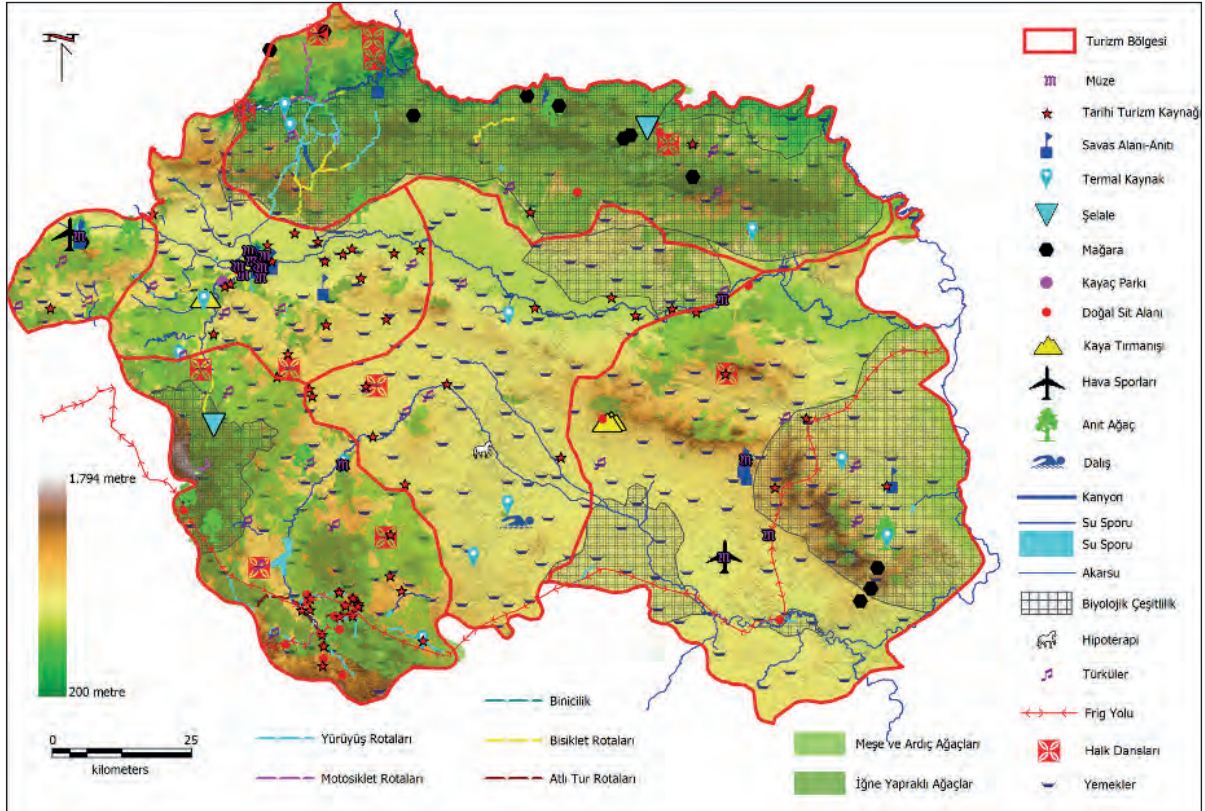 Turizm Bölgesi
Müze
Tarihi Turizm Kaynağı
Savas Alanı-Anıtı
Termal Kaynak
Şelale
Mağara
Kayaç Parkı
Doğal Sit Alanı
Kaya Tırmanışı
Hava Sporları
Anıt Ağaç
Dalış
Kanyon
Su Sporu
Su Sporu
Akarsu
Biyolojik Çeşitlilik
Hipoterapi
Türküler
Frig Yolu
Halk Dansları
Yemekler
1.794 metre
200 metre
0 25
kilometers
Binicilik
Yürüyüş Rotaları
Bisiklet Rotaları
Motosiklet Rotaları
Atlı Tur Rotaları
Meşe ve Ardıç Ağaçları
İğne Yapraklı Ağaçlar